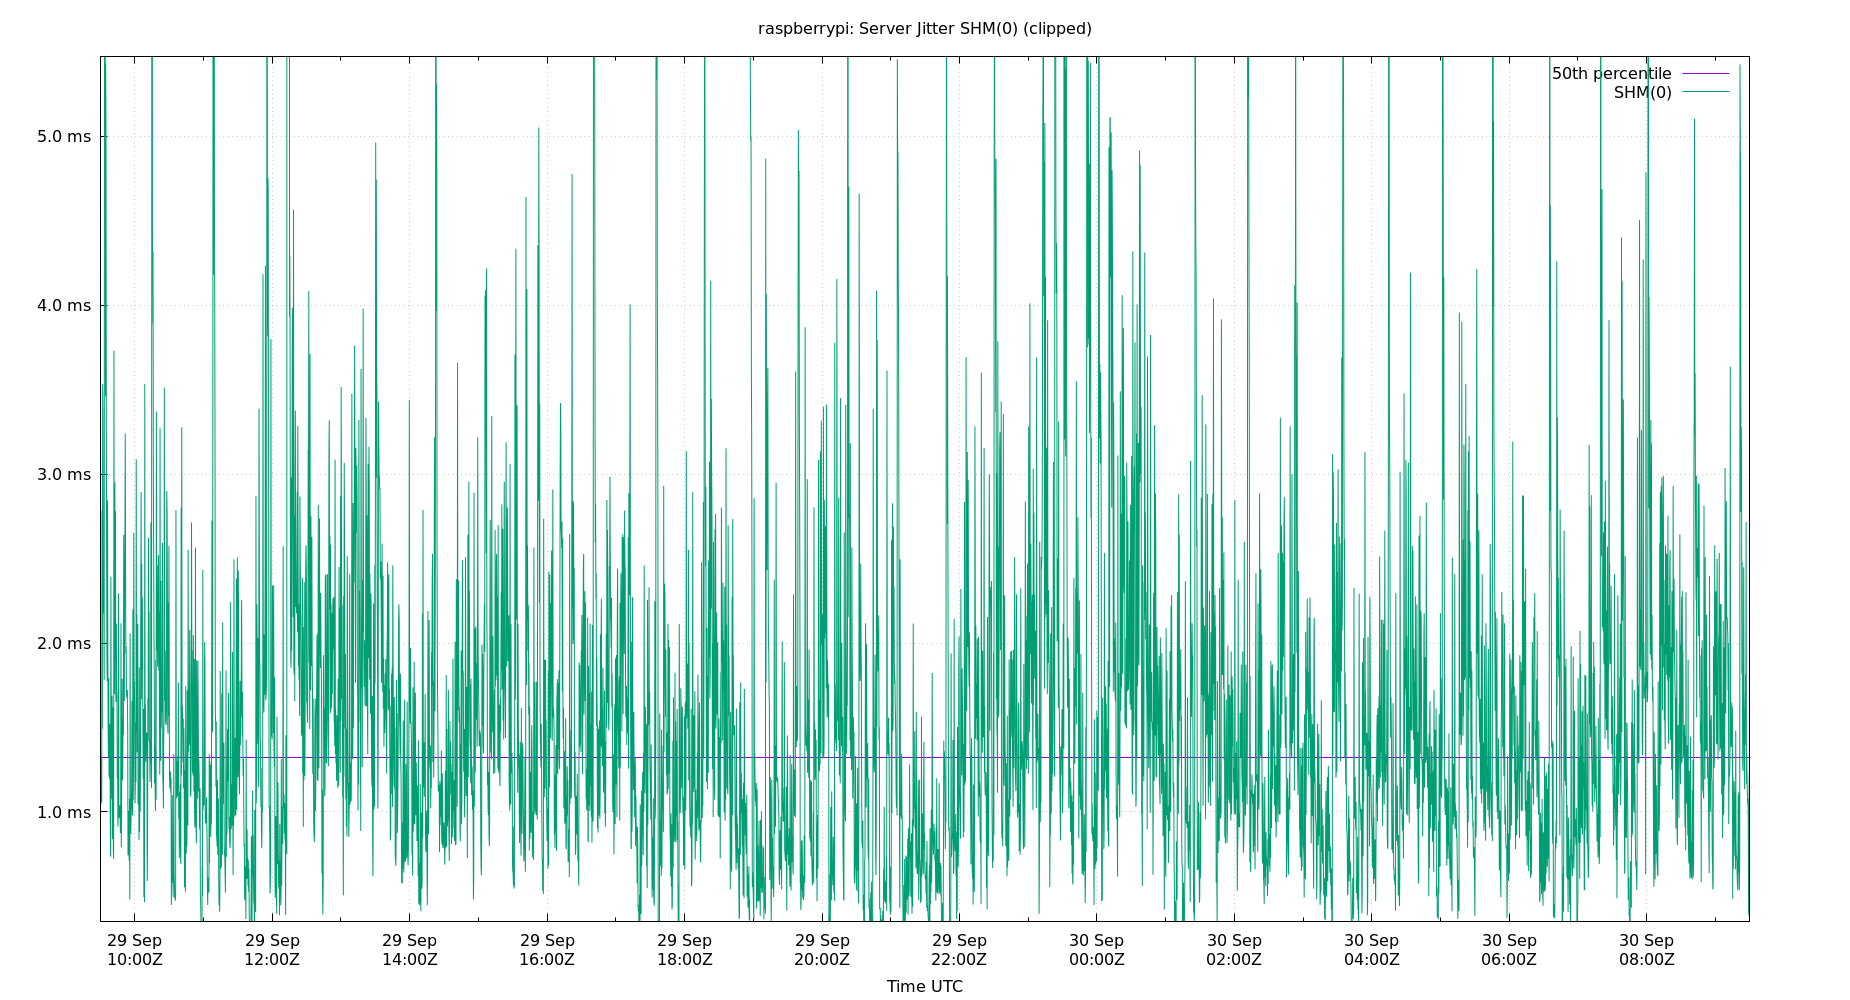 raspberrypi: Server Jitter SHM(0) (clipped)
50th percentile
SHM(0)
5.0 ms
4.0 ms
3.0 ms
2.0 ms
1.0 ms
29 Sep 29 Sep 29 Sep 29 Sep 29 Sep 29 Sep 29 Sep 30 Sep 30 Sep 30 Sep 30 Sep 30 Sep
10:00Z 12:00Z 14:00Z 16:00Z 18:00Z 20:00Z 22:00Z 00:00Z 02:00Z 04:00Z 06:00Z 08:00Z
Time UTC